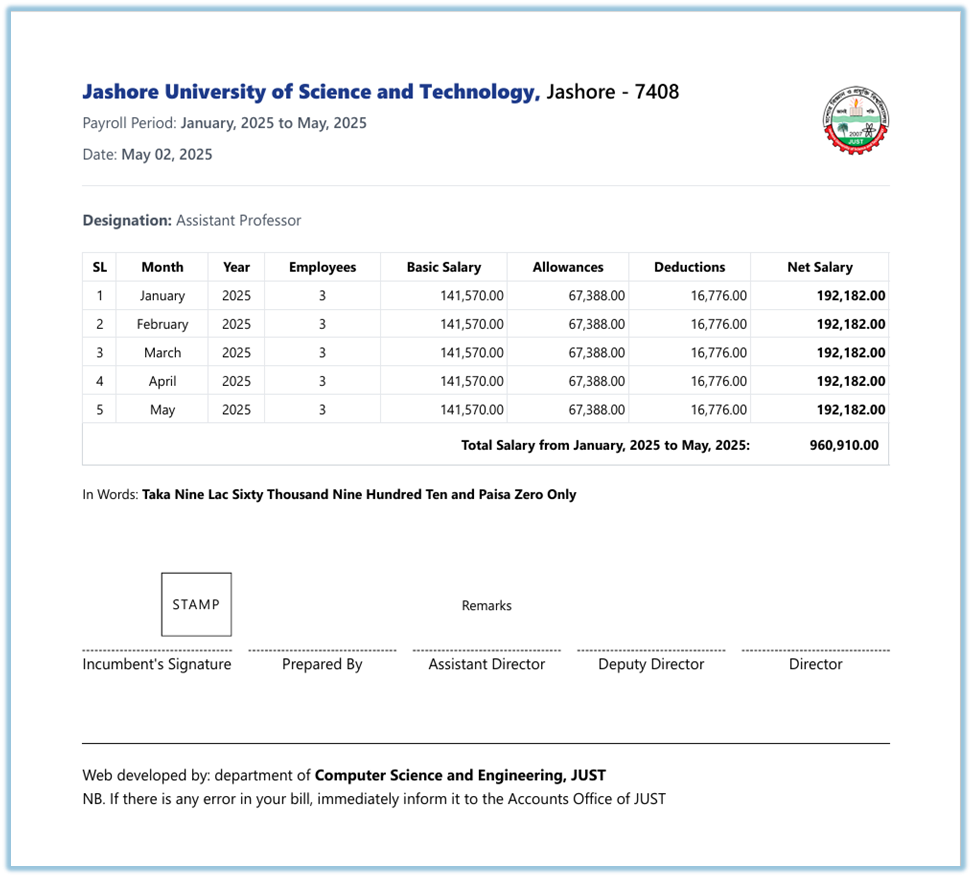 Jashore University of Science and Technology, Jashore - 7408
Payroll Period: January, 2025 to May, 2025
Date: May 02, 2025
2007
JUST
Designation: Assistant Professor
SL Month Year Employees Basic Salary Allowances Deductions Net Salary
1 January 2025 3 141,570.00 67,388.00 16,776.00 192,182.00
2 February 2025 3 141,570.00 67,388.00 16,776.00 192,182.00
3 March 2025 3 141,570.00 67,388.00 16,776.00 192,182.00
4 April 2025 3 141,570.00 67,388.00 16,776.00 192,182.00
5 May 2025 3 141,570.00 67,388.00 16,776.00 192,182.00
Total Salary from January, 2025 to May, 2025: 960,910.00
In Words: Taka Nine Lac Sixty Thousand Nine Hundred Ten and Paisa Zero Only
STAMP
Remarks
Incumbent's Signature Prepared By Assistant Director Deputy Director Director
Web developed by: department of Computer Science and Engineering, JUST
NB. If there is any error in your bill, immediately inform it to the Accounts Office of JUST